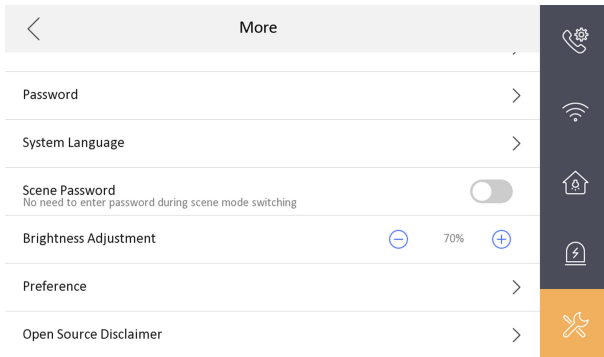 More
Password
System Language
Scene Password
No need to enter password during scene mode switching
Brightness Adjustment
70%
Preference
Open Source Disclaimer